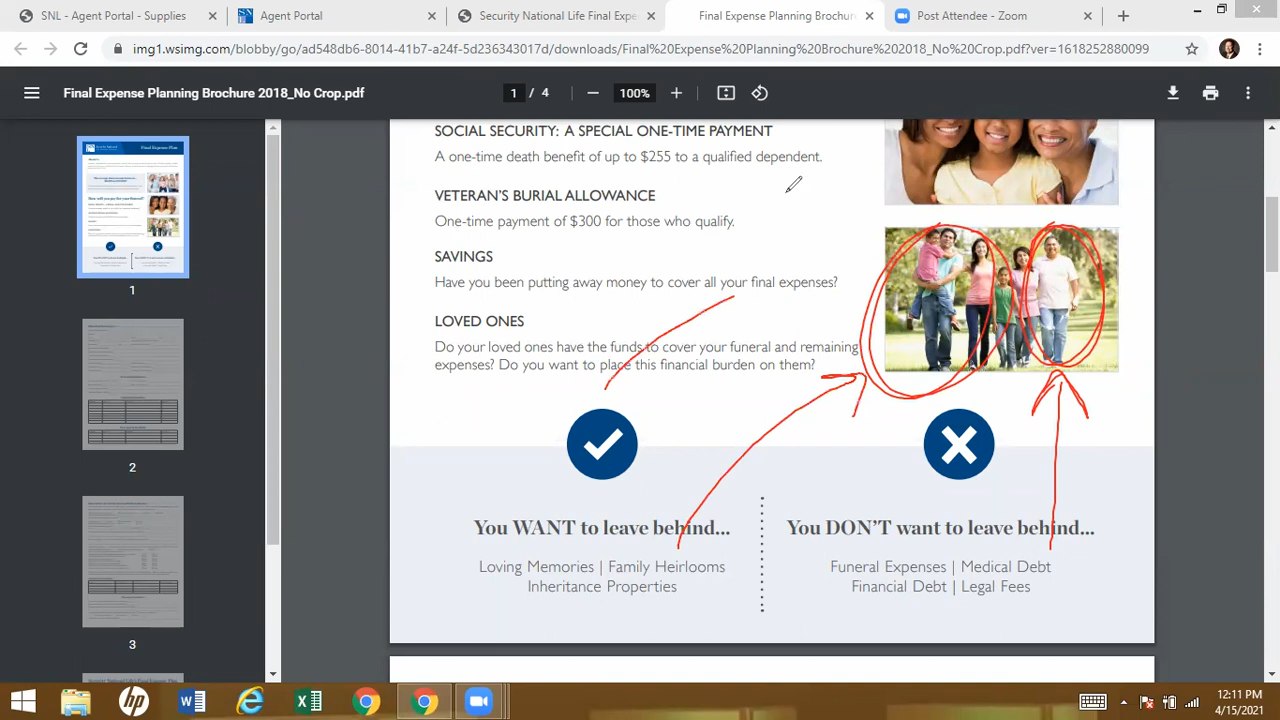 SNL – Agent Portal - Supplies
Agent Portal
Security National Life Final Expe
Final Expense Planning Brochure
Post Attendee - Zoom
img1.wsimg.com/blobby/go/ad548db6-8014-41b7-a24f-5d236343017d/downloads/Final%20Expense%20Planning%20Brochure%202018_No%20Crop.pdf?ver=1618252880099
Final Expense Planning Brochure 2018_No Crop.pdf
1 / 4
100%
SOCIAL SECURITY: A SPECIAL ONE-TIME PAYMENT
A one-time death benefit of up to $255 to a qualified dependent.
VETERAN'S BURIAL ALLOWANCE
One-time payment of $300 for those who qualify.
SAVINGS
Have you been putting away money to cover all your final expenses?
LOVED ONES
Do your loved ones have the funds to cover your funeral and remaining
expenses? Do you want to place this financial burden on them?
You WANT to leave behind...
Loving Memories | Family Heirlooms
Inheritance Properties
You DON'T want to leave behind...
Funeral Expenses | Medical Debt
Financial Debt | Legal Fees
1
2
3
12:11 PM
4/15/2021